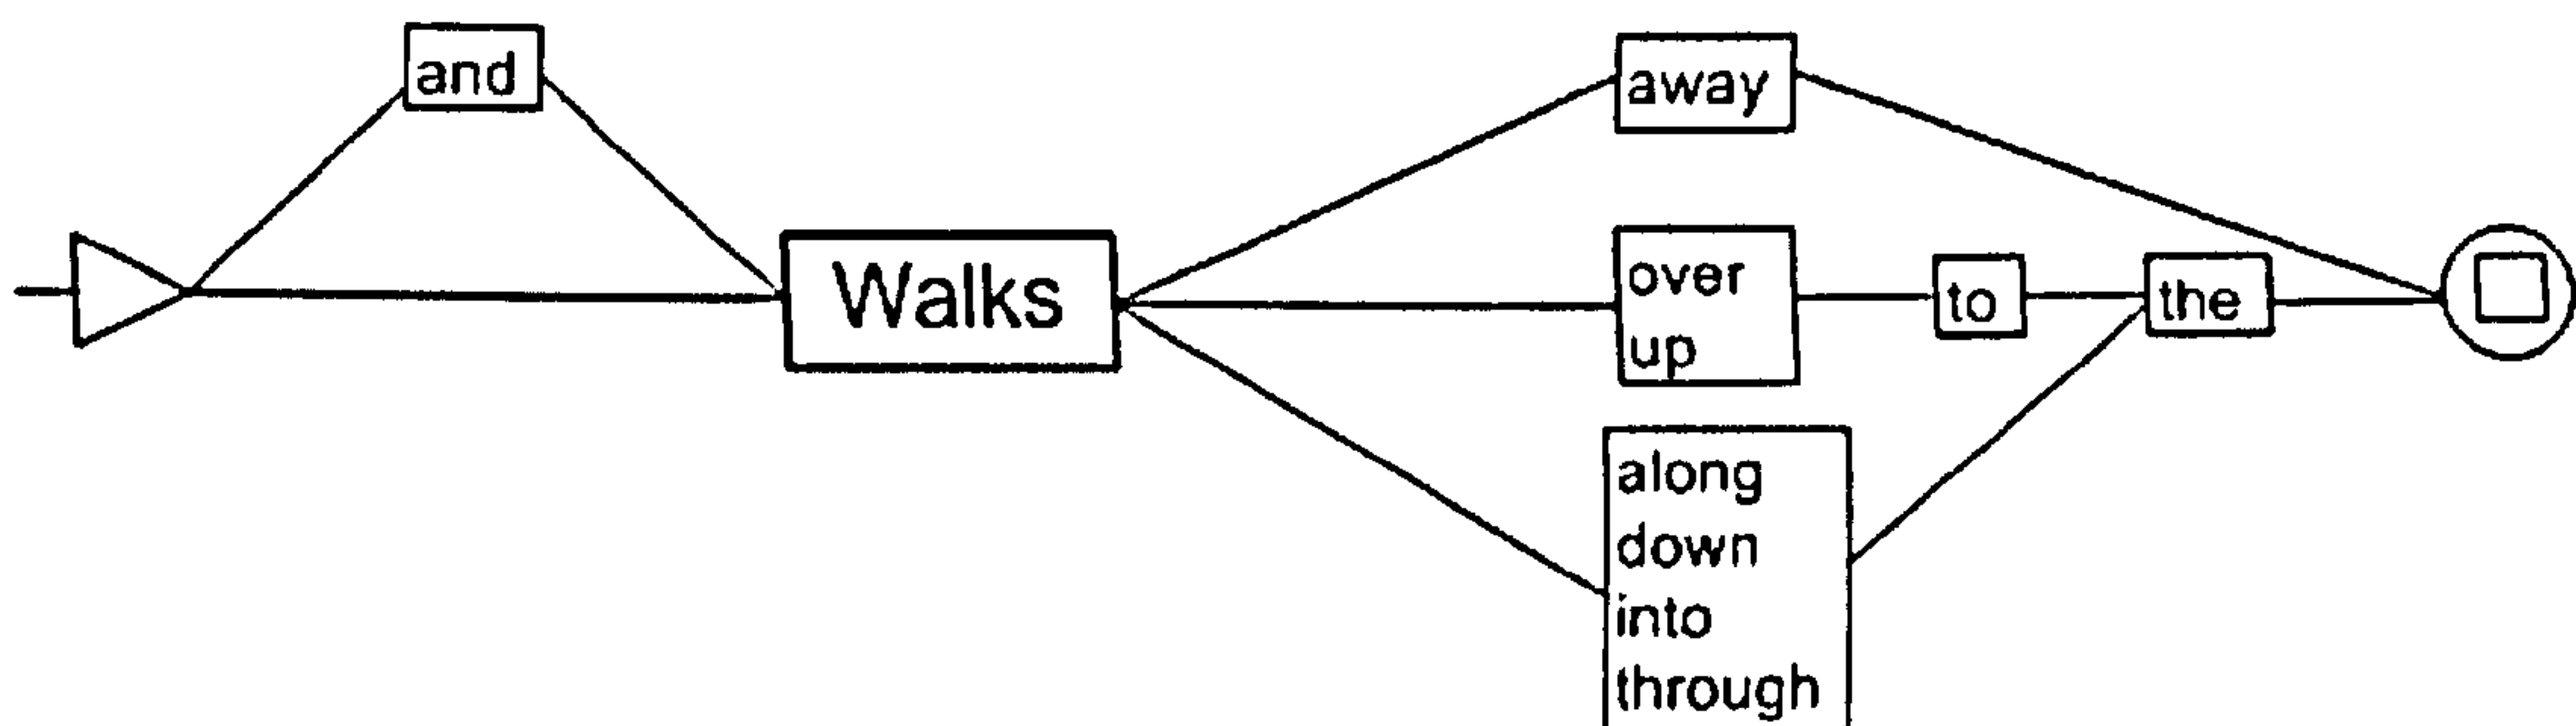 and
Walks
away
over
up
to
the
along
down
into
through